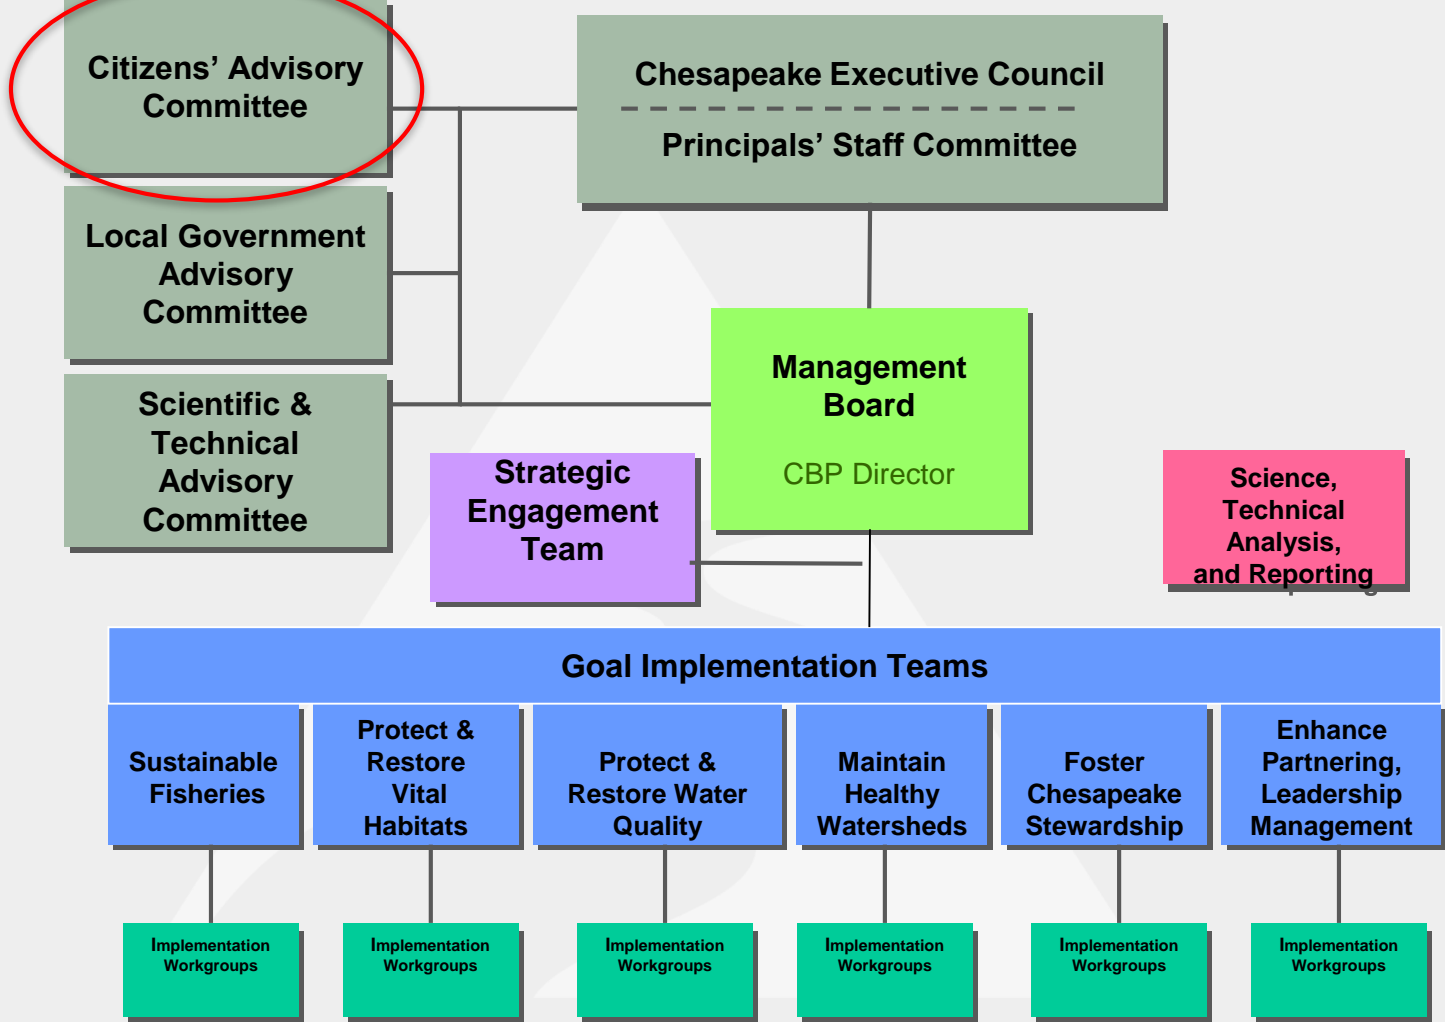 Citizens’ Advisory
Committee
Chesapeake Executive Council
Principals’ Staff Committee
Local Government
Advisory
Committee
Scientific &
Technical
Advisory
Committee
Management
Board
CBP Director
Strategic
Engagement
Team
Science,
Technical
Analysis,
and Reporting
Goal Implementation Teams
Sustainable
Fisheries
Protect &
Restore
Vital
Habitats
Protect &
Restore Water
Quality
Maintain
Healthy
Watersheds
Foster
Chesapeake
Stewardship
Enhance
Partnering,
Leadership
Management
Implementation
Workgroups
Implementation
Workgroups
Implementation
Workgroups
Implementation
Workgroups
Implementation
Workgroups
Implementation
Workgroups